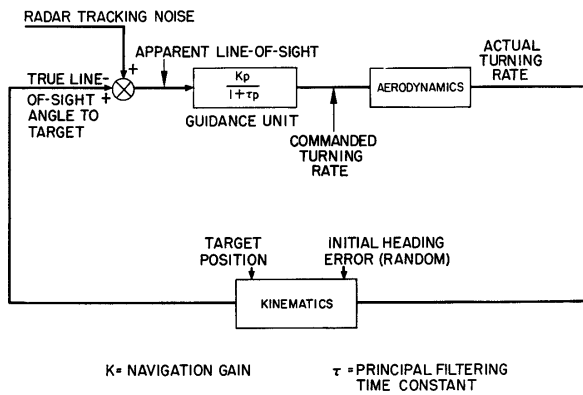 RADAR TRACKING NOISE
+
APPARENT LINE-OF-SIGHT
ACTUAL
TURNING
RATE
TRUE LINE-
OF-SIGHT +
ANGLE TO
TARGET
Kp
1+τp
GUIDANCE UNIT
AERODYNAMICS
COMMANDED
TURNING
RATE
TARGET
POSITION
INITIAL HEADING
ERROR (RANDOM)
KINEMATICS
K= NAVIGATION GAIN
τ =PRINCIPAL FILTERING
TIME CONSTANT